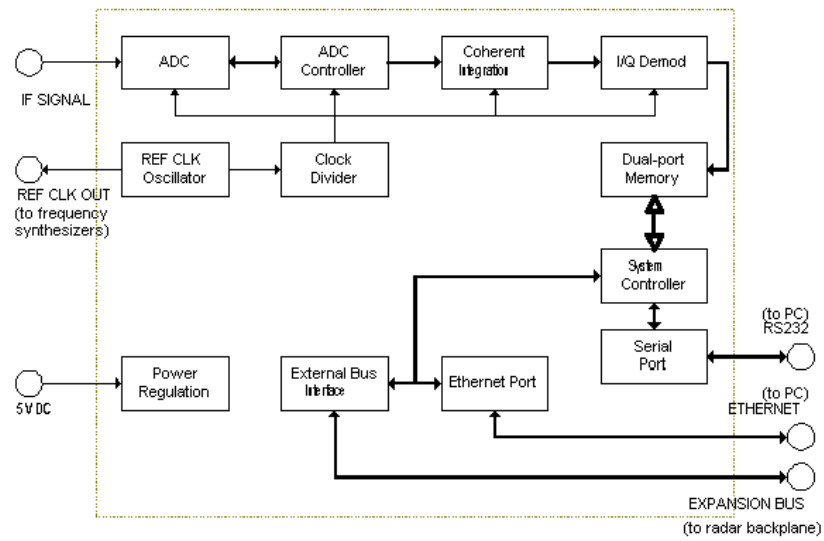 ADC
ADC
Controller
Coherent
Integration
I/Q Demod
IF SIGNAL
REF CLK
Oscillator
Clock
Divider
Dual-port
Memory
REF CLK OUT
(to frequency
synthesizers)
System
Controller
(to PC)
RS232
Serial
Port
Power
Regulation
External Bus
Interface
Ethernet Port
5V DC
(to PC)
ETHERNET
EXPANSION BUS
(to radar backplane)